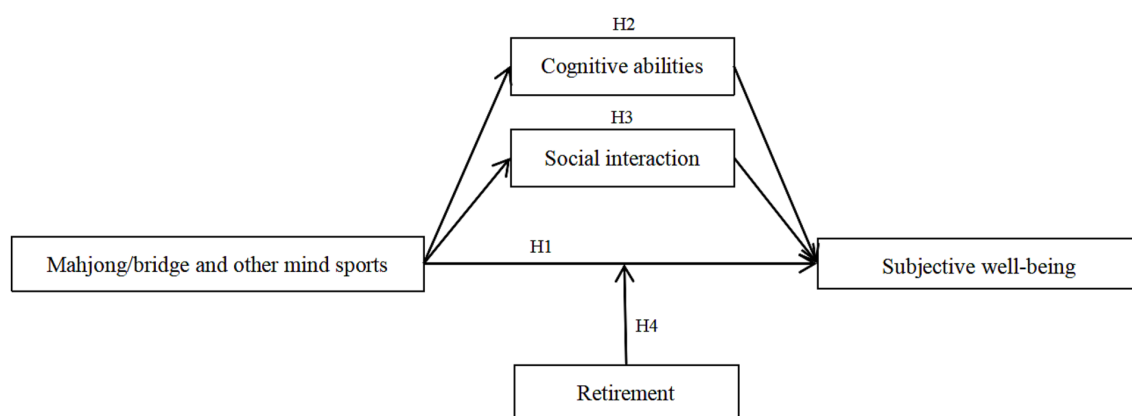 H2
Cognitive abilities
H3
Social interaction
Mahjong/bridge and other mind sports
H1
Subjective well-being
H4
Retirement